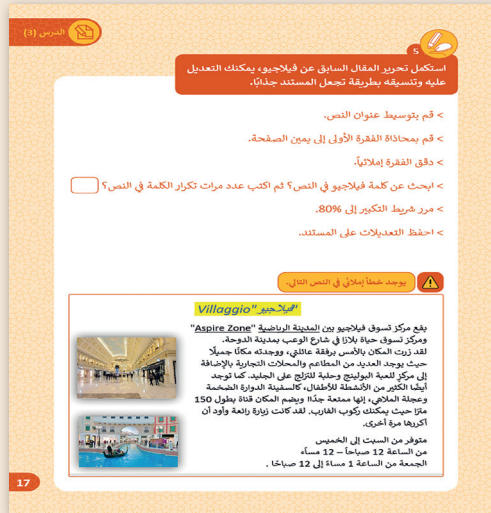 الدرس (3)
5
استكمل تحرير المقال السابق عن فيلاجيو، يمكنك التعديل
عليه وتنسيقه بطريقة تجعل المستند جذابًا.
> قم بتوسيط عنوان النص.
> قم بمحاذاة الفقرة الأولى إلى يمين الصفحة.
> دقق الفقرة إملائياً.
> ابحث عن كلمة فيلاجيو في النص؟ ثم اكتب عدد مرات تكرار الكلمة في النص؟
> مرر شريط التكبير إلى 80%.
> احفظ التعديلات على المستند.
يوجد خطأ إملائي في النص التالي.
"فيلاجيو" Villaggio
يقع مركز تسوق فيلاجيو بين المدينة الرياضية "Aspire Zone"
ومركز تسوق حياة بلازا في شارع الوعب بمدينة الدوحة.
لقد زرت المكان بالأمس برفقة عائلتي، ووجدته مكانًا جميلًا
حيث يوجد العديد من المطاعم والمحلات التجارية بالإضافة
إلى مركزٍ للعبة البولينج وحلبة للتزلج على الجليد. كما توجد
أيضًا الكثير من الأنشطة للأطفال، كالسفينة الدوارة الضخمة
وعجلة الملاهي، إنها ممتعة جدًا! ويضم المكان قناة بطول 150
مترًا حيث يمكنك ركوب القارب. لقد كانت زيارة رائعة وأود أن
أكررها مرة أخرى.
متوفر من السبت إلى الخميس
من الساعة 12 صباحاً – 12 مساء
الجمعة من الساعة 1 مساءً إلى 12 صباحًا .
17